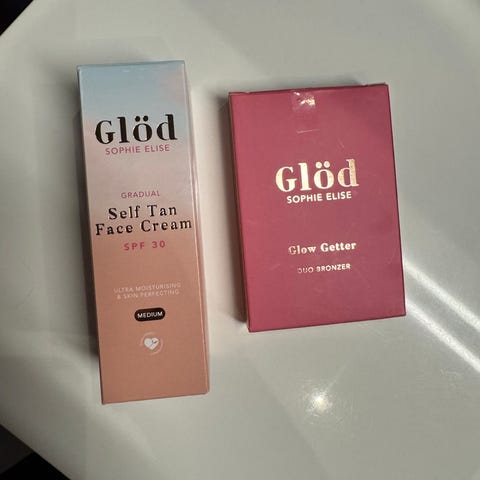 Glöd
SOPHIE ELISE
GRADUAL
Self Tan
Face Cream
SPF 30
ULTRA MOISTURISING
& SKIN PERFECTING
MEDIUM
Glöd
SOPHIE ELISE
Glow Getter
DUO BRONZER